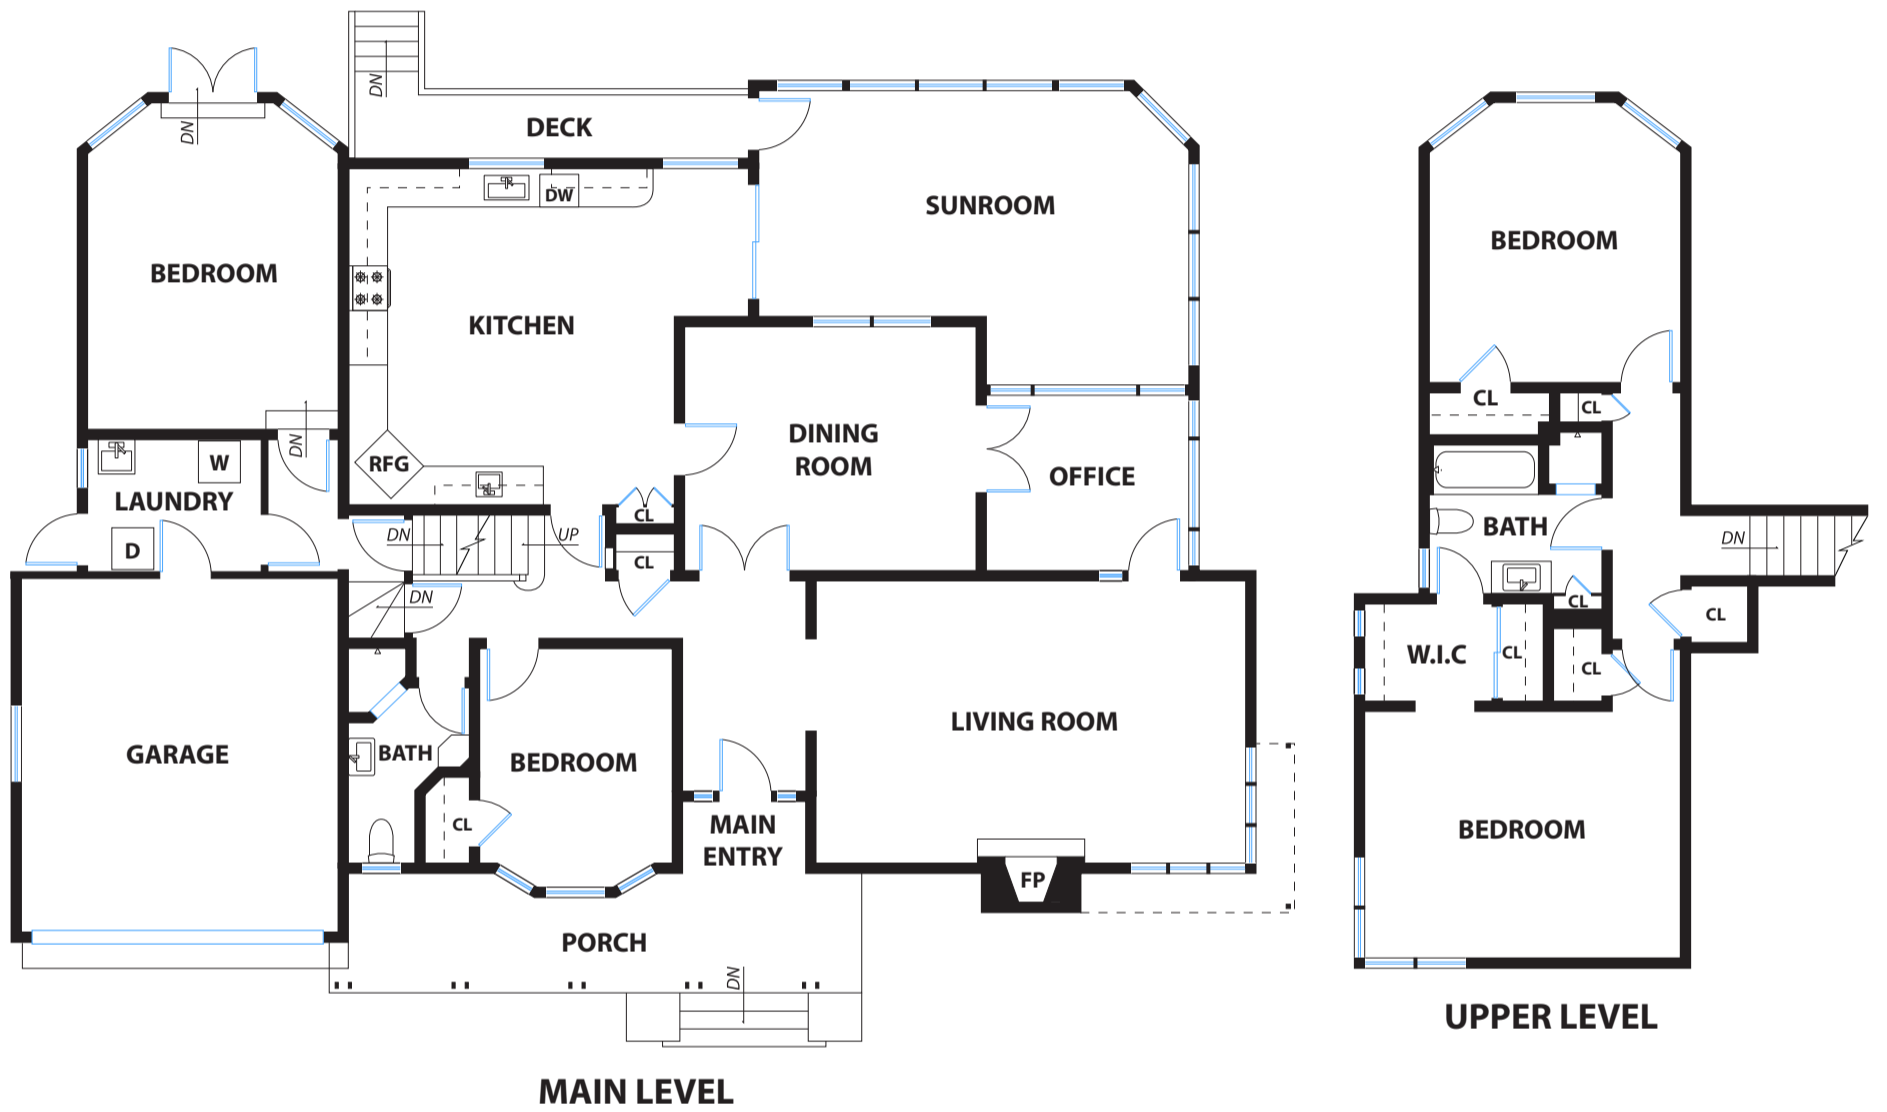 DN
DECK
DN
BEDROOM
DW
SUNROOM
KITCHEN
RFG
DINING
ROOM
OFFICE
DN
W
LAUNDRY
D
DN
UP
CL
CL
DN
GARAGE
BATH
CL
BEDROOM
LIVING ROOM
MAIN
ENTRY
FP
PORCH
DN
MAIN LEVEL
BEDROOM
CL
CL
BATH
DN
CL
CL
W.I.C
CL
CL
BEDROOM
UPPER LEVEL